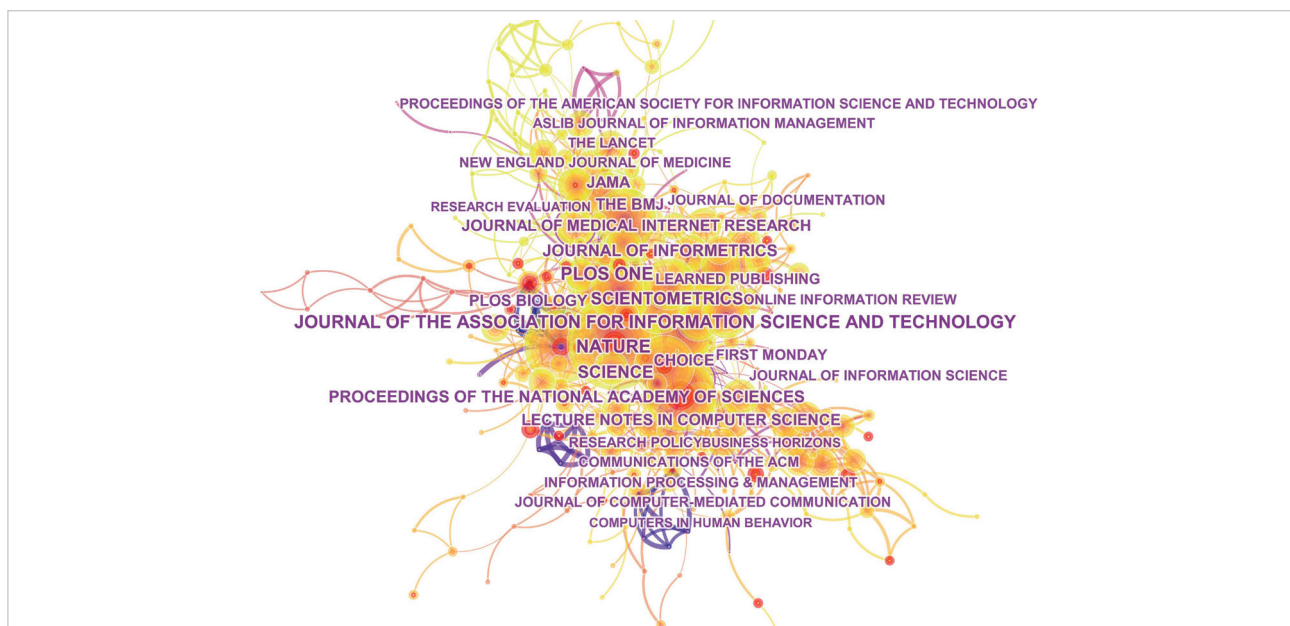 PROCEEDINGS OF THE AMERICAN SOCIETY FOR INFORMATION SCIENCE AND TECHNOLOGY
ASLIB JOURNAL OF INFORMATION MANAGEMENT
THE LANCET
NEW ENGLAND JOURNAL OF MEDICINE
JAMA
RESEARCH EVALUATION THE BMJ JOURNAL OF DOCUMENTATION
JOURNAL OF MEDICAL INTERNET RESEARCH
JOURNAL OF INFORMETRICS
PLOS ONE LEARNED PUBLISHING
PLOS BIOLOGY SCIENTOMETRICS ONLINE INFORMATION REVIEW
JOURNAL OF THE ASSOCIATION FOR INFORMATION SCIENCE AND TECHNOLOGY
NATURE
CHOICE FIRST MONDAY
SCIENCE JOURNAL OF INFORMATION SCIENCE
PROCEEDINGS OF THE NATIONAL ACADEMY OF SCIENCES
LECTURE NOTES IN COMPUTER SCIENCE
RESEARCH POLICY BUSINESS HORIZONS
COMMUNICATIONS OF THE ACM
INFORMATION PROCESSING & MANAGEMENT
JOURNAL OF COMPUTER-MEDIATED COMMUNICATION
COMPUTERS IN HUMAN BEHAVIOR